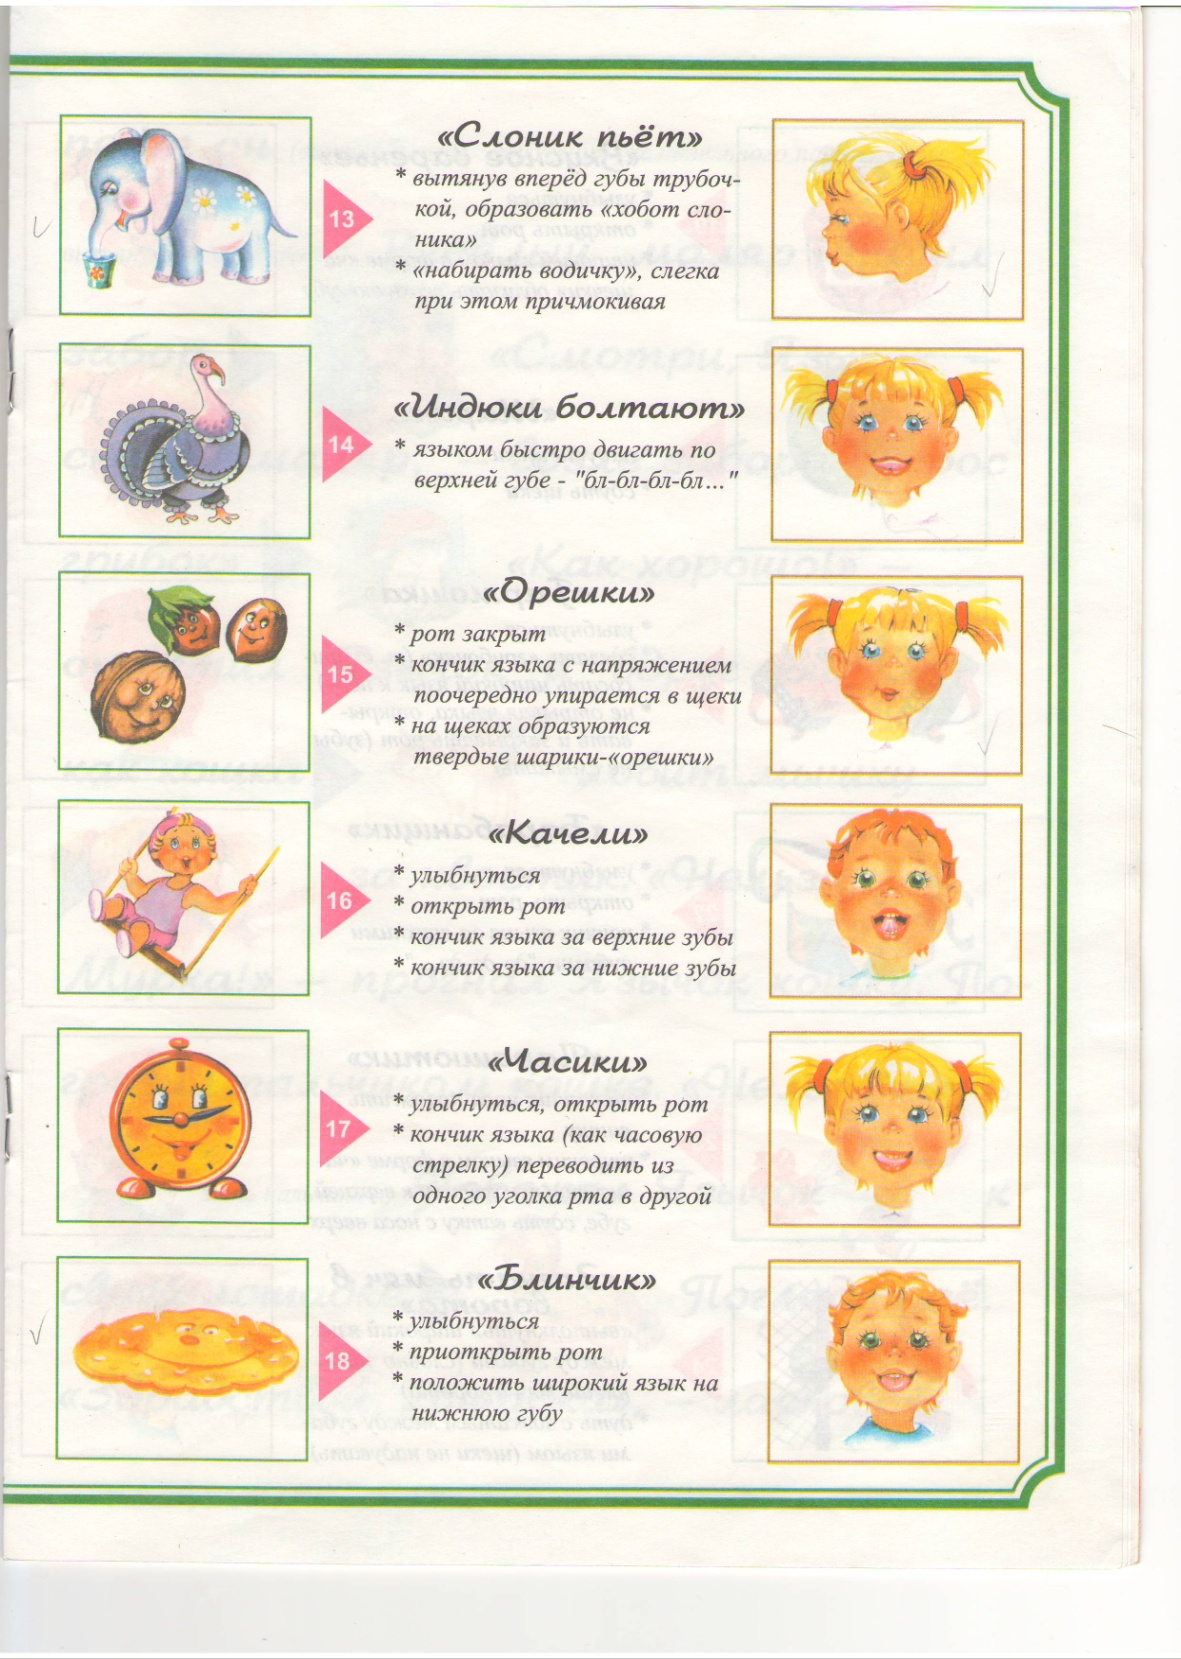 «Слоник пьёт»
* вытянув вперёд губы трубоч-
кой, образовать «хобот сло-
ника»
* «набирать водичку», слегка
при этом причмокивая
13
«Индюки болтают»
* языком быстро двигать по
верхней губе - "бл-бл-бл-бл..."
14
«Орешки»
* рот закрыт
* кончик языка с напряжением
поочередно упирается в щеки
* на щеках образуются
твердые шарики-«орешки»
15
«Качели»
* улыбнуться
* открыть рот
* кончик языка за верхние зубы
* кончик языка за нижние зубы
16
«Часики»
* улыбнуться, открыть рот
* кончик языка (как часовую
стрелку) переводить из
одного уголка рта в другой
17
«Блинчик»
* улыбнуться
* приоткрыть рот
* положить широкий язык на
нижнюю губу
18